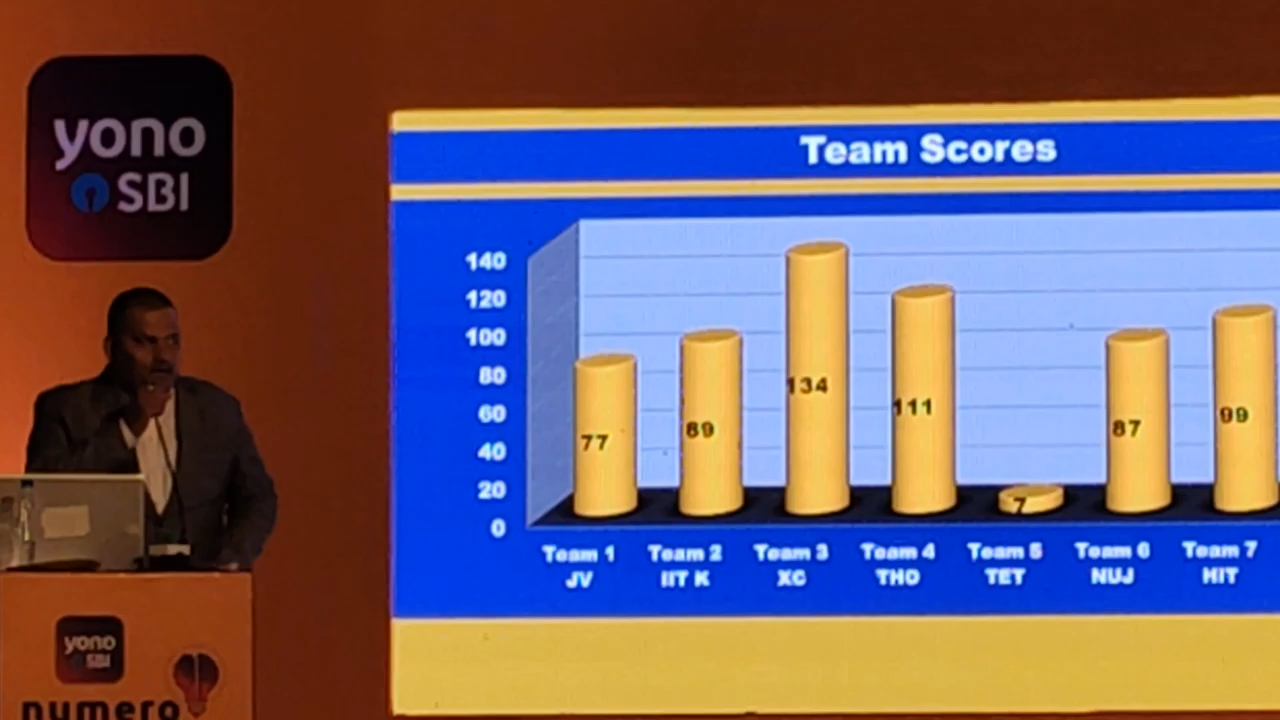 yono
SBI
Team Scores
140
120
100
80
60
40
20
0
77
89
134
111
7
87
99
Team 1
JV
Team 2
IIT K
Team 3
XC
Team 4
THO
Team 5
TET
Team 6
NUJ
Team 7
HIT
yono
SBI
numero